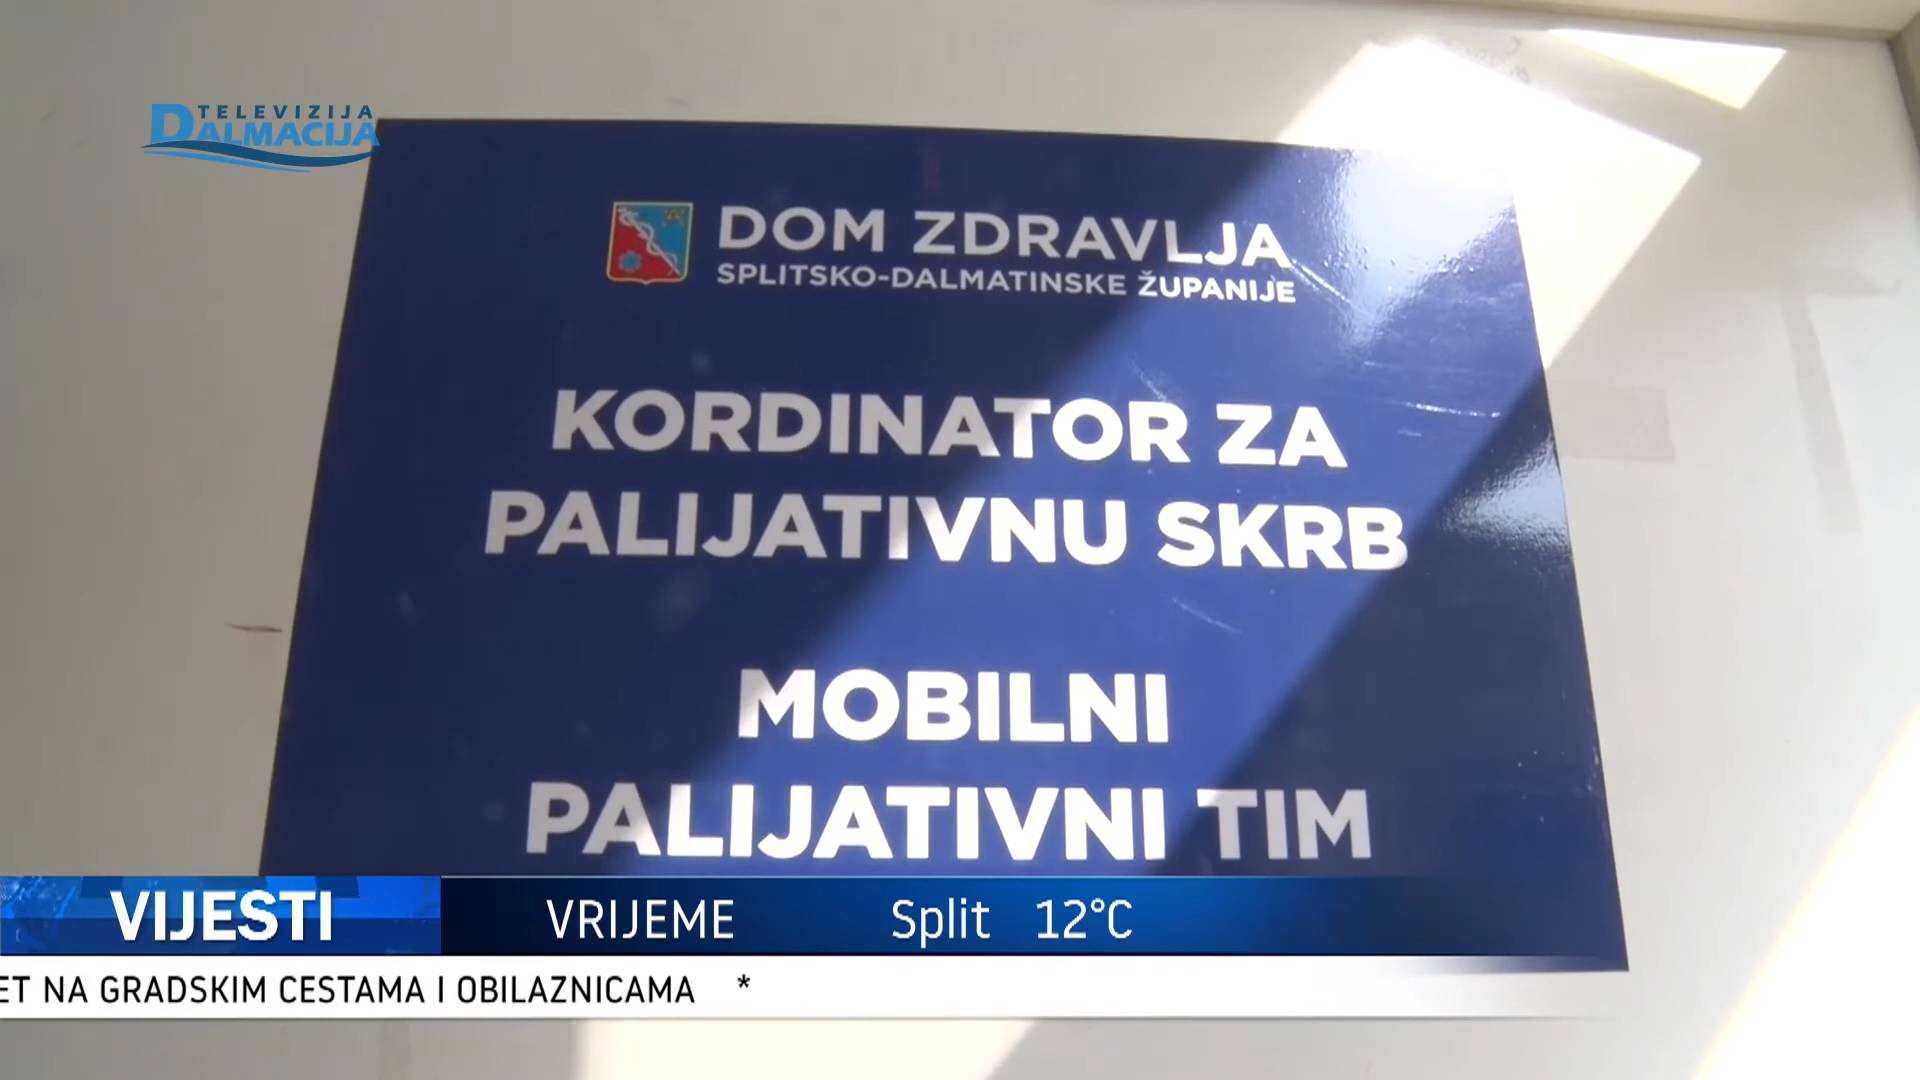 TELEVIZIJA
DALMACIJA
DOM ZDRAVLJA
SPLITSKO-DALMATINSKE ŽUPANIJE
KORDINATOR ZA
PALIJATIVNU SKRB
MOBILNI
PALIJATIVNI TIM
VIJESTI VRIJEME Split 12°C
ET NA GRADSKIM CESTAMA I OBILAZNICAMA *